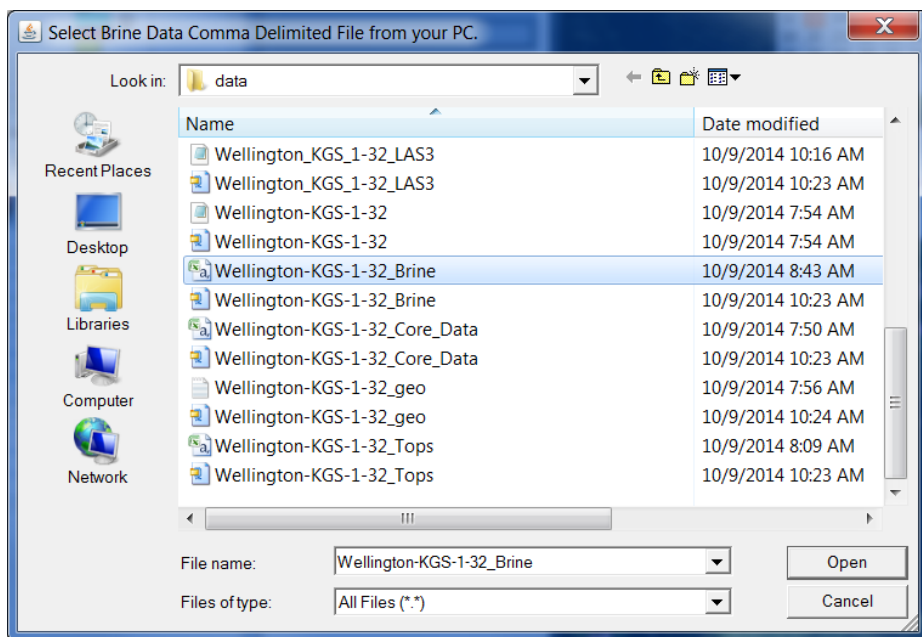 Select Brine Data Comma Delimited File from your PC.
Look in: data
Name Date modified
Wellington_KGS_1-32_LAS3 10/9/2014 10:16 AM
Wellington_KGS_1-32_LAS3 10/9/2014 10:23 AM
Wellington-KGS-1-32 10/9/2014 7:54 AM
Wellington-KGS-1-32 10/9/2014 7:54 AM
Wellington-KGS-1-32_Brine 10/9/2014 8:43 AM
Wellington-KGS-1-32_Brine 10/9/2014 10:23 AM
Wellington-KGS-1-32_Core_Data 10/9/2014 7:50 AM
Wellington-KGS-1-32_Core_Data 10/9/2014 10:23 AM
Wellington-KGS-1-32_geo 10/9/2014 7:56 AM
Wellington-KGS-1-32_geo 10/9/2014 10:24 AM
Wellington-KGS-1-32_Tops 10/9/2014 8:09 AM
Wellington-KGS-1-32_Tops 10/9/2014 10:23 AM
Recent Places
Desktop
Libraries
Computer
Network
File name: Wellington-KGS-1-32_Brine Open
Files of type: All Files (*.*) Cancel